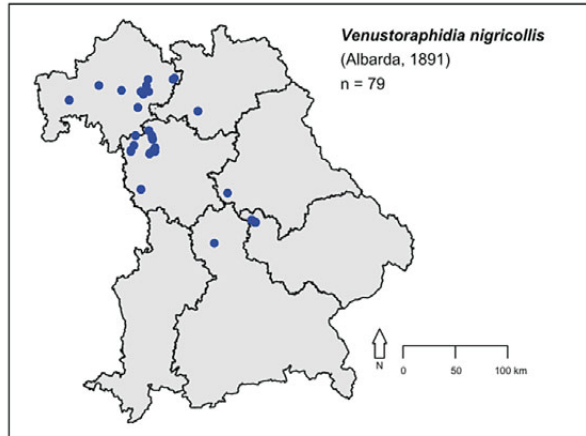 Venustoraphidia nigricollis
(Albarda, 1891)
n = 79
N
0 50 100 km